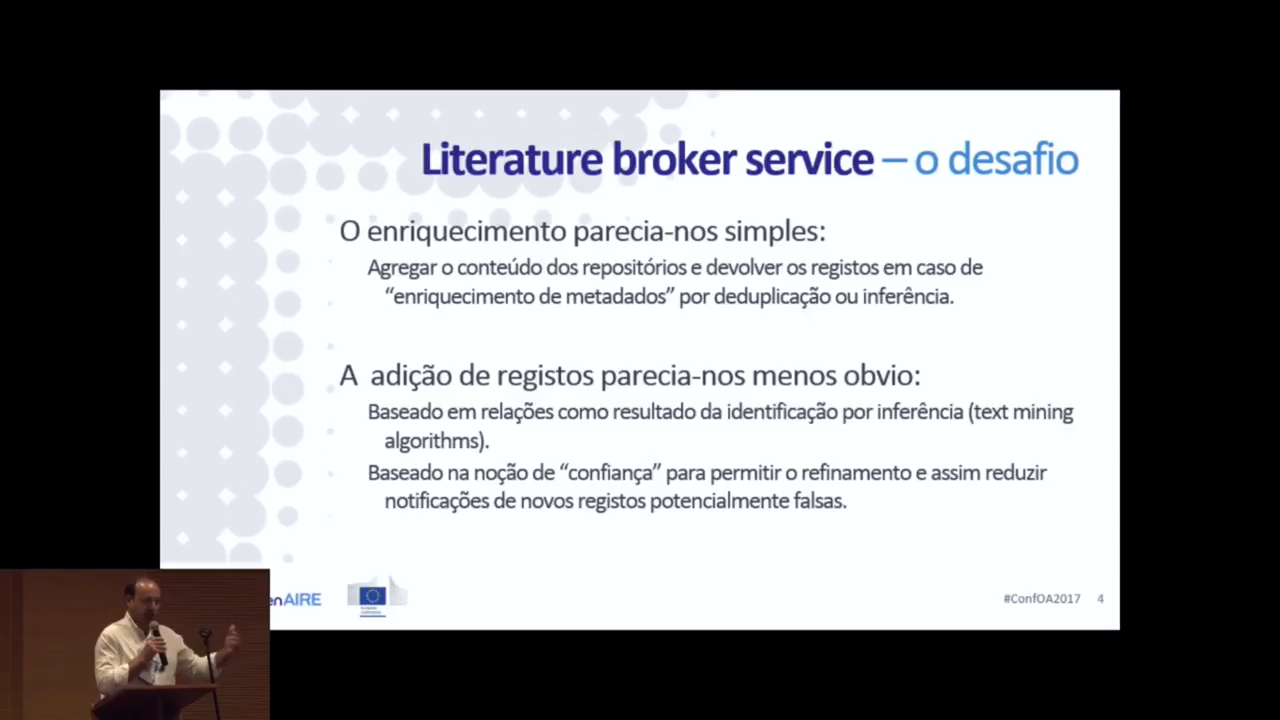 Literature broker service – o desafio
O enriquecimento parecia-nos simples:
Agregar o conteúdo dos repositórios e devolver os registos em caso de
“enriquecimento de metadados” por deduplicação ou inferência.
A adição de registos parecia-nos menos obvio:
Baseado em relações como resultado da identificação por inferência (text mining
algorithms).
Baseado na noção de “confiança” para permitir o refinamento e assim reduzir
notificações de novos registos potencialmente falsas.
enAIRE
#ConfOA2017 4